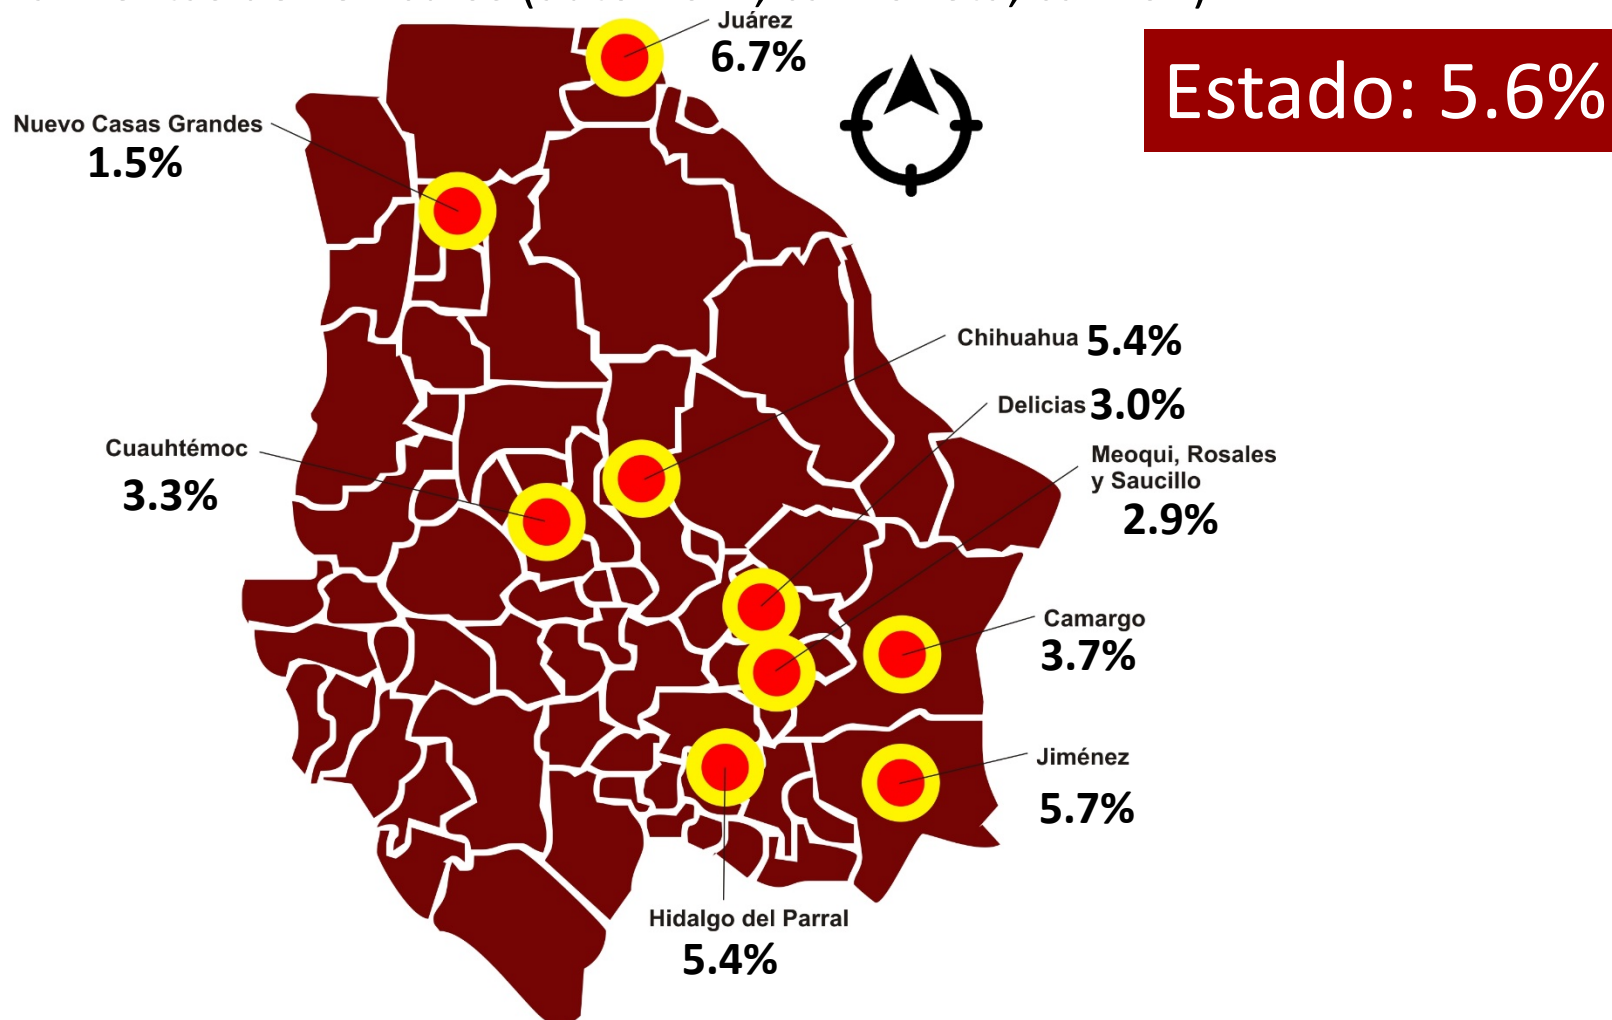 Juárez
6.7%
Estado: 5.6%
Nuevo Casas Grandes
1.5%
Chihuahua 5.4%
Delicias 3.0%
Cuauhtémoc
3.3%
Meoqui, Rosales
y Saucillo
2.9%
Camargo
3.7%
Jiménez
5.7%
Hidalgo del Parral
5.4%